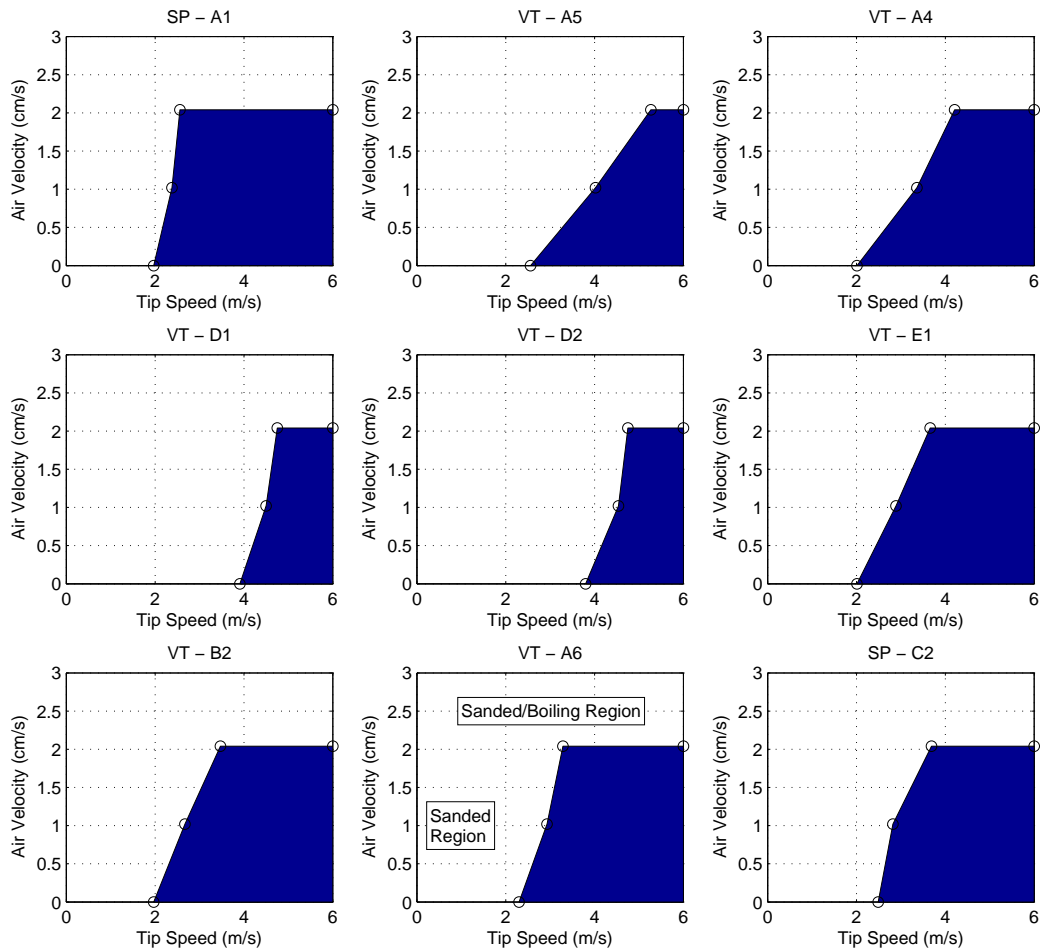 SP − A1
3
2.5
2
1.5
1
0.5
0
Air Velocity (cm/s)
0 2 4 6
Tip Speed (m/s)
VT − A5
3
2.5
2
1.5
1
0.5
0
Air Velocity (cm/s)
0 2 4 6
Tip Speed (m/s)
VT − A4
3
2.5
2
1.5
1
0.5
0
Air Velocity (cm/s)
0 2 4 6
Tip Speed (m/s)
VT − D1
3
2.5
2
1.5
1
0.5
0
Air Velocity (cm/s)
0 2 4 6
Tip Speed (m/s)
VT − D2
3
2.5
2
1.5
1
0.5
0
Air Velocity (cm/s)
0 2 4 6
Tip Speed (m/s)
VT − E1
3
2.5
2
1.5
1
0.5
0
Air Velocity (cm/s)
0 2 4 6
Tip Speed (m/s)
VT − B2
3
2.5
2
1.5
1
0.5
0
Air Velocity (cm/s)
0 2 4 6
Tip Speed (m/s)
VT − A6
3
2.5
2
1.5
1
0.5
0
Air Velocity (cm/s)
Sanded/Boiling Region
Sanded
Region
0 2 4 6
Tip Speed (m/s)
SP − C2
3
2.5
2
1.5
1
0.5
0
Air Velocity (cm/s)
0 2 4 6
Tip Speed (m/s)